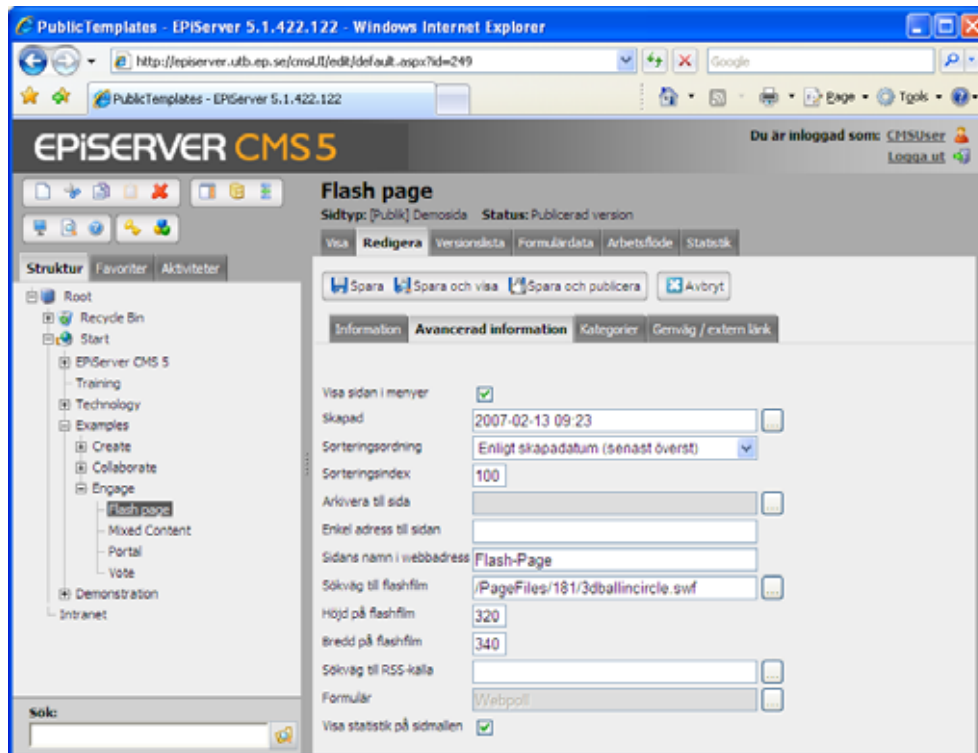 PublicTemplates - EPiServer 5.1.422.122 - Windows Internet Explorer
http://episerver.utb.ep.se/cmsUI/edit/default.aspx?id=249
Google
PublicTemplates - EPiServer 5.1.422.122
Page Tools
EPiSERVER CMS 5
Du är inloggad som: CMSUser
Logga ut
Flash page
Sidtyp: [Publik] Demosida Status: Publicerad version
Visa Redigera Versionslista Formulärdata Arbetsflöde Statistik
Struktur Favoriter Aktiviteter
Spara Spara och visa Spara och publicera Avbryt
Root
Recycle Bin
Start
EPiServer CMS 5
Training
Technology
Examples
Create
Collaborate
Engage
Flash page
Mixed Content
Portal
Vote
Demonstration
Intranet
Information Avancerad information Kategorier Genväg / extern länk
Visa sidan i menyer
Skapad 2007-02-13 09:23
Sorteringsordning Enligt skapadatum (senast överst)
Sorteringsindex 100
Arkivera till sida
Enkel adress till sidan
Sidans namn i webbadress Flash-Page
Sökväg till flashfilm /PageFiles/181/3dballincircle.swf
Höjd på flashfilm 320
Bredd på flashfilm 340
Sökväg till RSS-källa
Formulär Webpoll
Visa statistik på sidmallen
Sök: